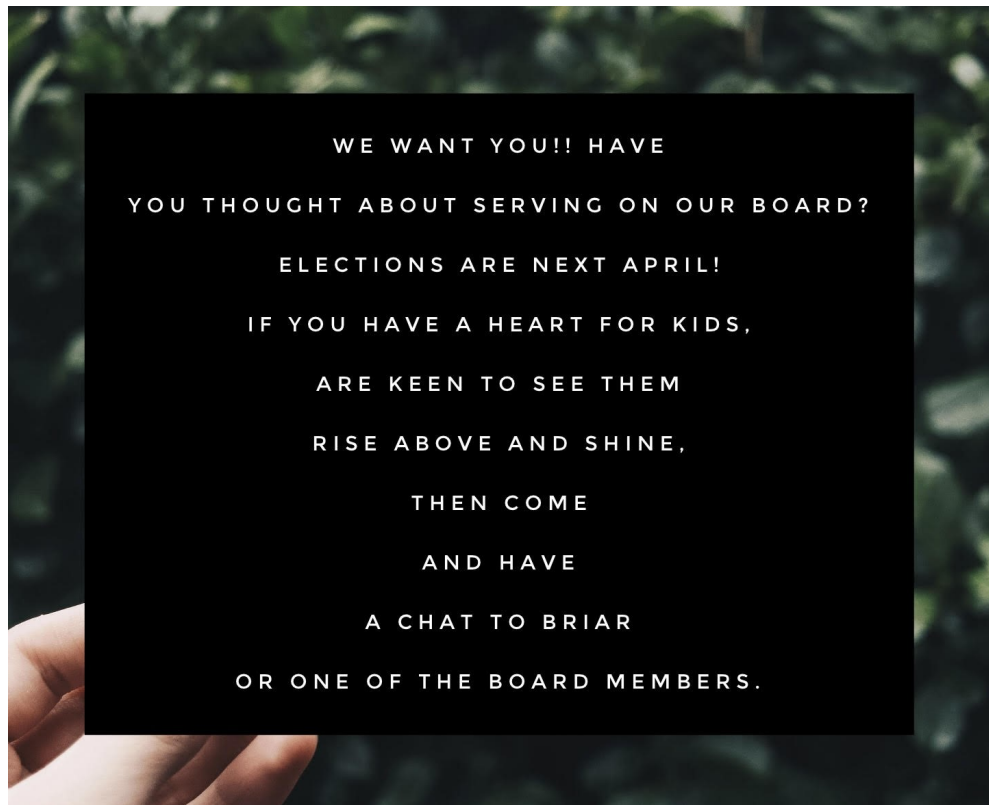 WE WANT YOU!! HAVE
YOU THOUGHT ABOUT SERVING ON OUR BOARD?
ELECTIONS ARE NEXT APRIL!
IF YOU HAVE A HEART FOR KIDS,
ARE KEEN TO SEE THEM
RISE ABOVE AND SHINE,
THEN COME
AND HAVE
A CHAT TO BRIAR
OR ONE OF THE BOARD MEMBERS.